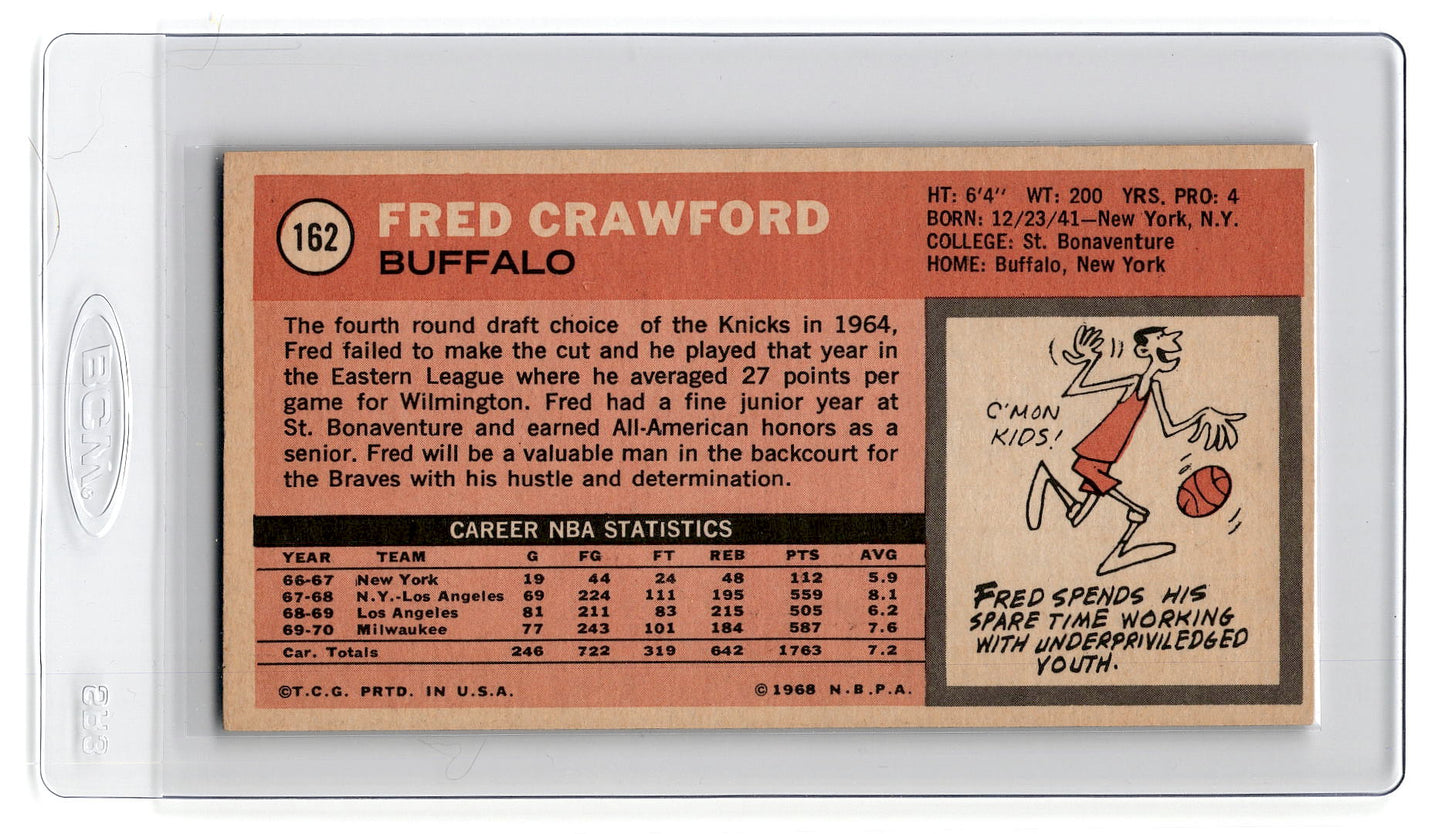 162
FRED CRAWFORD
BUFFALO
HT: 6'4'' WT: 200 YRS. PRO: 4
BORN: 12/23/41—New York, N.Y.
COLLEGE: St. Bonaventure
HOME: Buffalo, New York
The fourth round draft choice of the Knicks in 1964,
Fred failed to make the cut and he played that year in
the Eastern League where he averaged 27 points per
game for Wilmington. Fred had a fine junior year at
St. Bonaventure and earned All-American honors as a
senior. Fred will be a valuable man in the backcourt for
the Braves with his hustle and determination.
CAREER NBA STATISTICS
YEAR TEAM G FG FT REB PTS AVG
66-67 New York 19 44 24 48 112 5.9
67-68 N.Y.-Los Angeles 69 224 111 195 559 8.1
68-69 Los Angeles 81 211 83 215 505 6.2
69-70 Milwaukee 77 243 101 184 587 7.6
Car. Totals 246 722 319 642 1763 7.2
©T.C.G. PRTD. IN U.S.A. ©1968 N.B.P.A.
C'MON
KIDS!
FRED SPENDS HIS
SPARE TIME WORKING
WITH UNDERPRIVILEDGED
YOUTH.
BCW